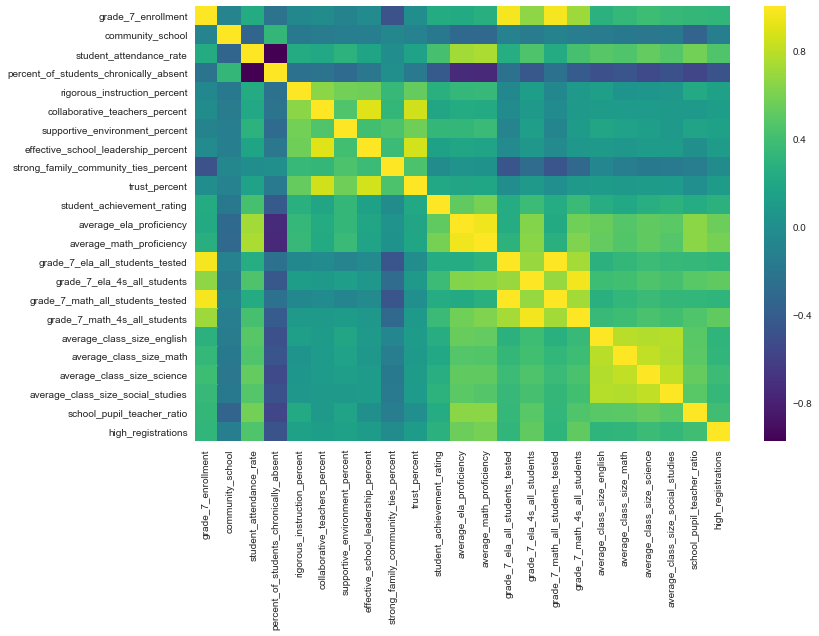 grade_7_enrollment
community_school
student_attendance_rate
percent_of_students_chronically_absent
rigorous_instruction_percent
collaborative_teachers_percent
supportive_environment_percent
effective_school_leadership_percent
strong_family_community_ties_percent
trust_percent
student_achievement_rating
average_ela_proficiency
average_math_proficiency
grade_7_ela_all_students_tested
grade_7_ela_4s_all_students
grade_7_math_all_students_tested
grade_7_math_4s_all_students
average_class_size_english
average_class_size_math
average_class_size_science
average_class_size_social_studies
school_pupil_teacher_ratio
high_registrations
grade_7_enrollment
community_school
student_attendance_rate
percent_of_students_chronically_absent
rigorous_instruction_percent
collaborative_teachers_percent
supportive_environment_percent
effective_school_leadership_percent
strong_family_community_ties_percent
trust_percent
student_achievement_rating
average_ela_proficiency
average_math_proficiency
grade_7_ela_all_students_tested
grade_7_ela_4s_all_students
grade_7_math_all_students_tested
grade_7_math_4s_all_students
average_class_size_english
average_class_size_math
average_class_size_science
average_class_size_social_studies
school_pupil_teacher_ratio
high_registrations
0.8
0.4
0.0
−0.4
−0.8